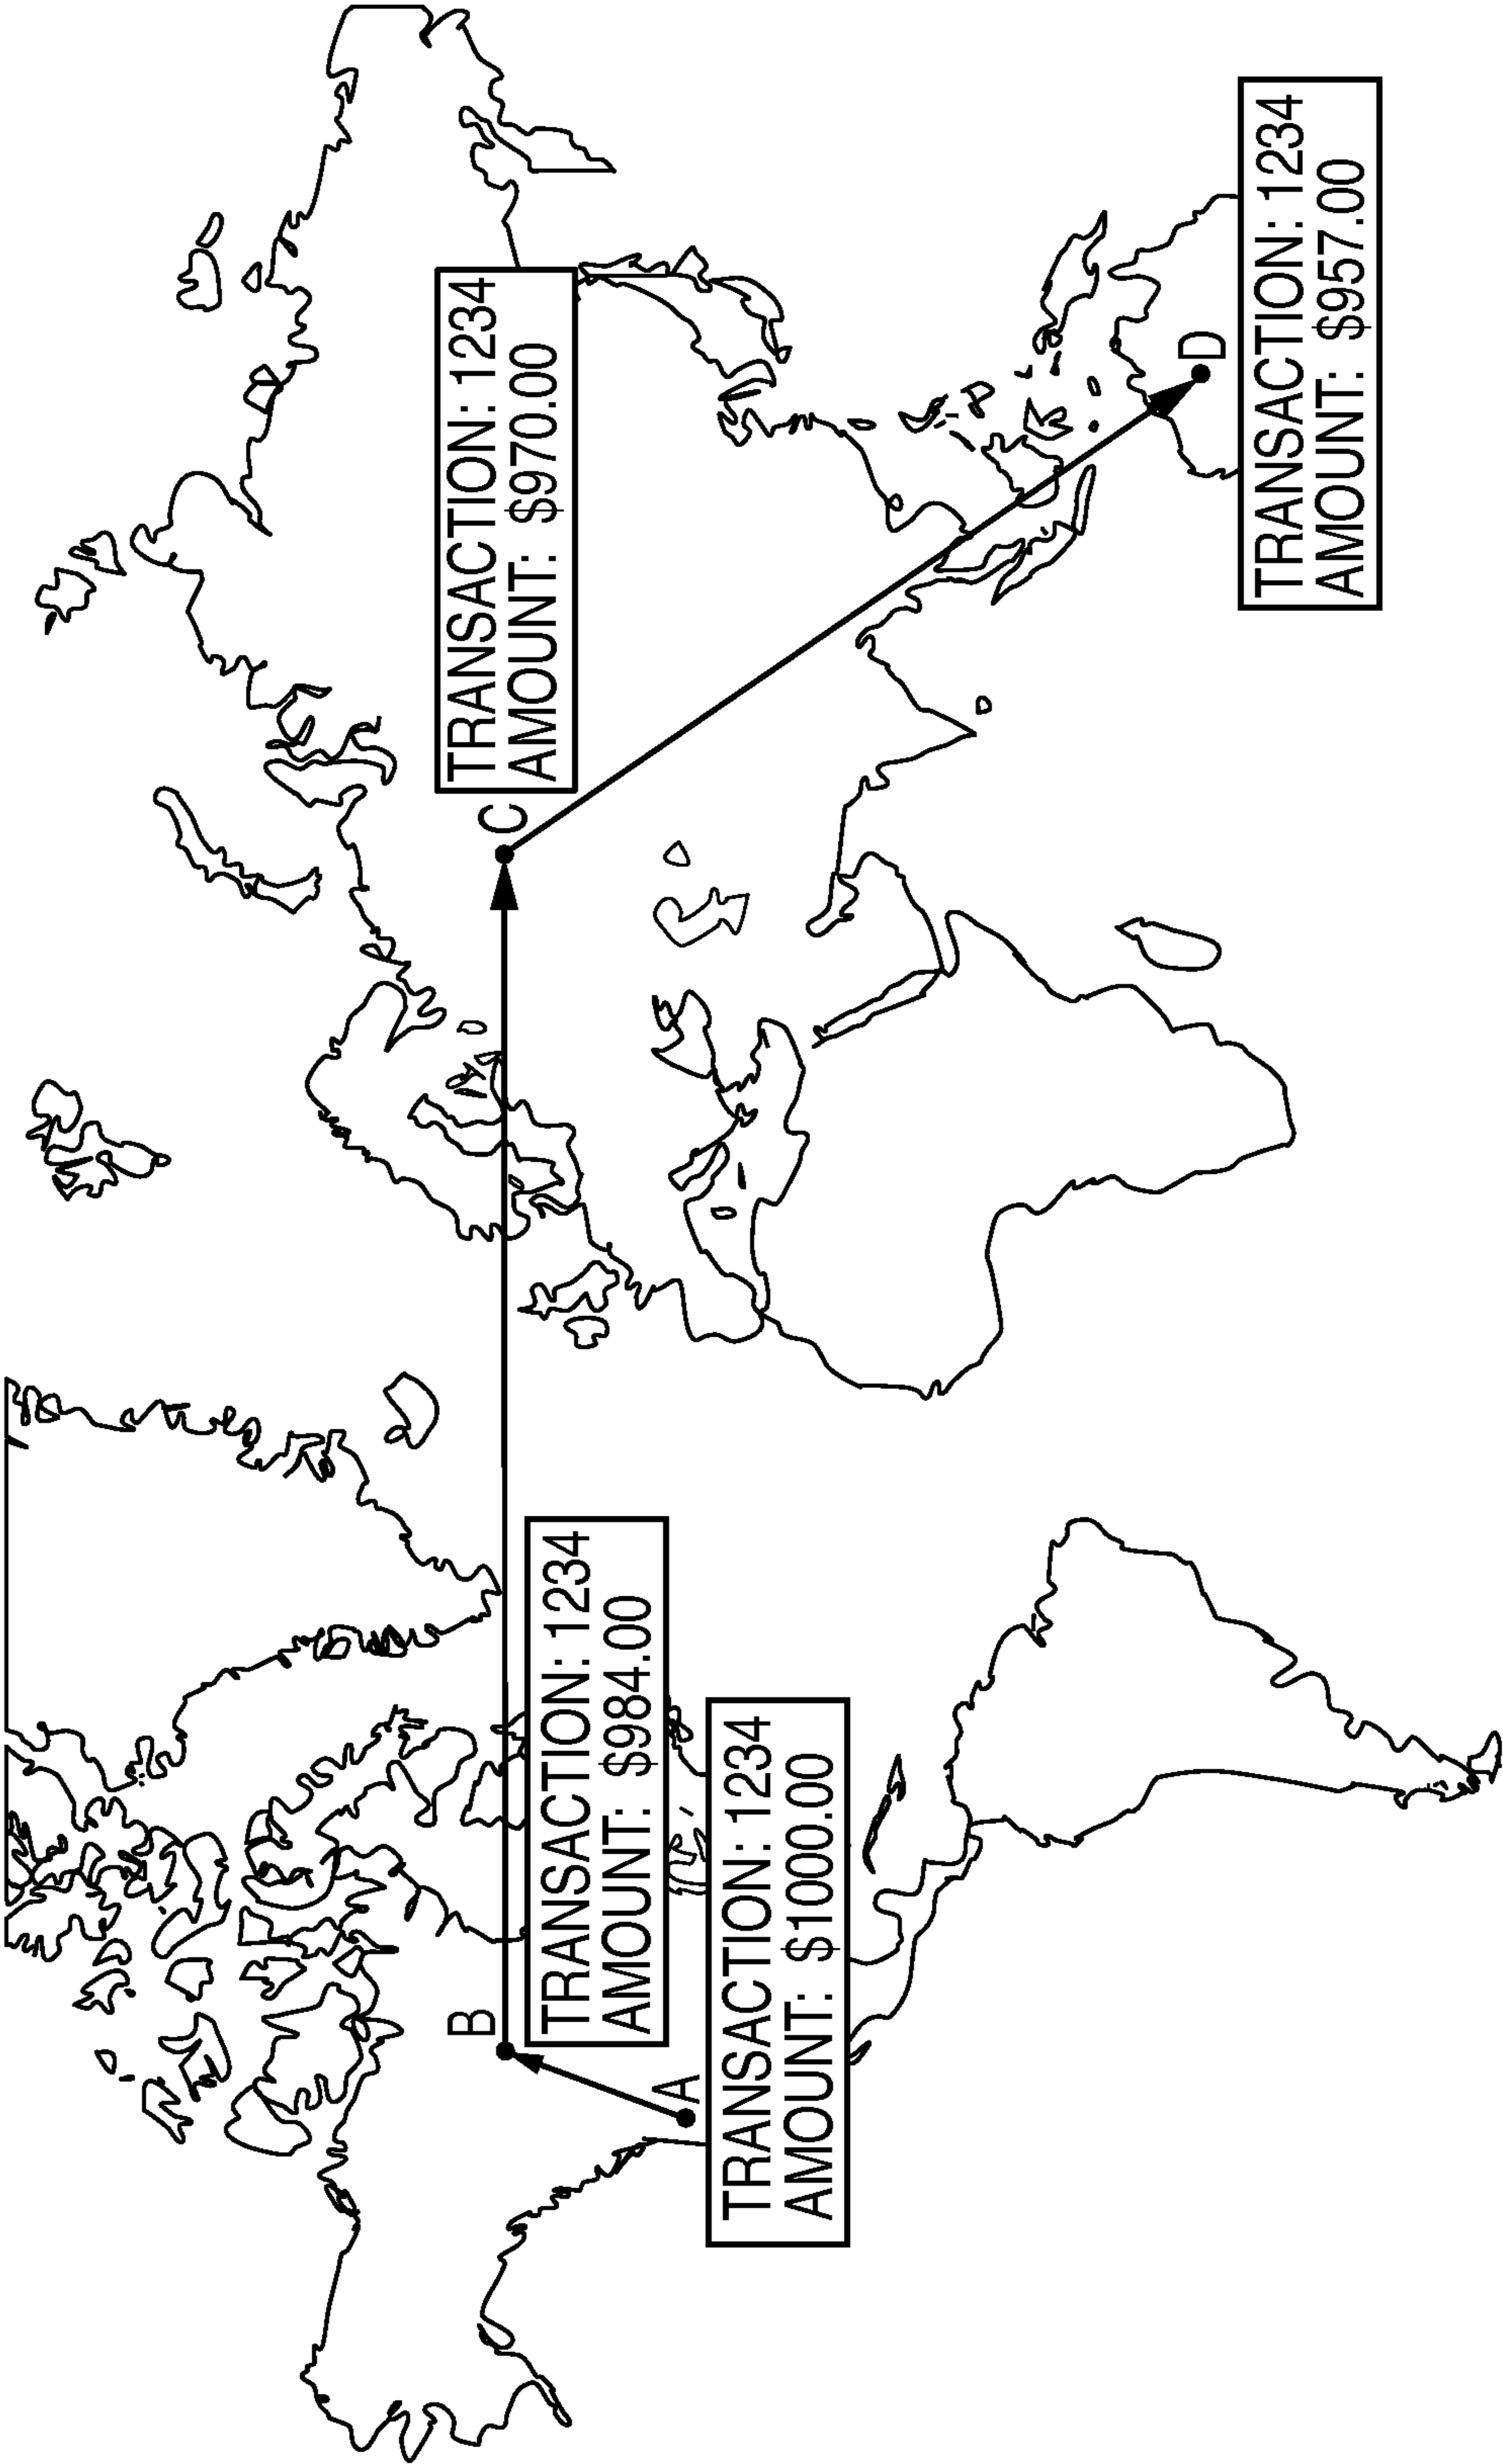 B
TRANSACTION: 1234
AMOUNT: $984.00
A
TRANSACTION: 1234
AMOUNT: $1000.00
C
TRANSACTION: 1234
AMOUNT: $970.00
D
TRANSACTION: 1234
AMOUNT: $957.00